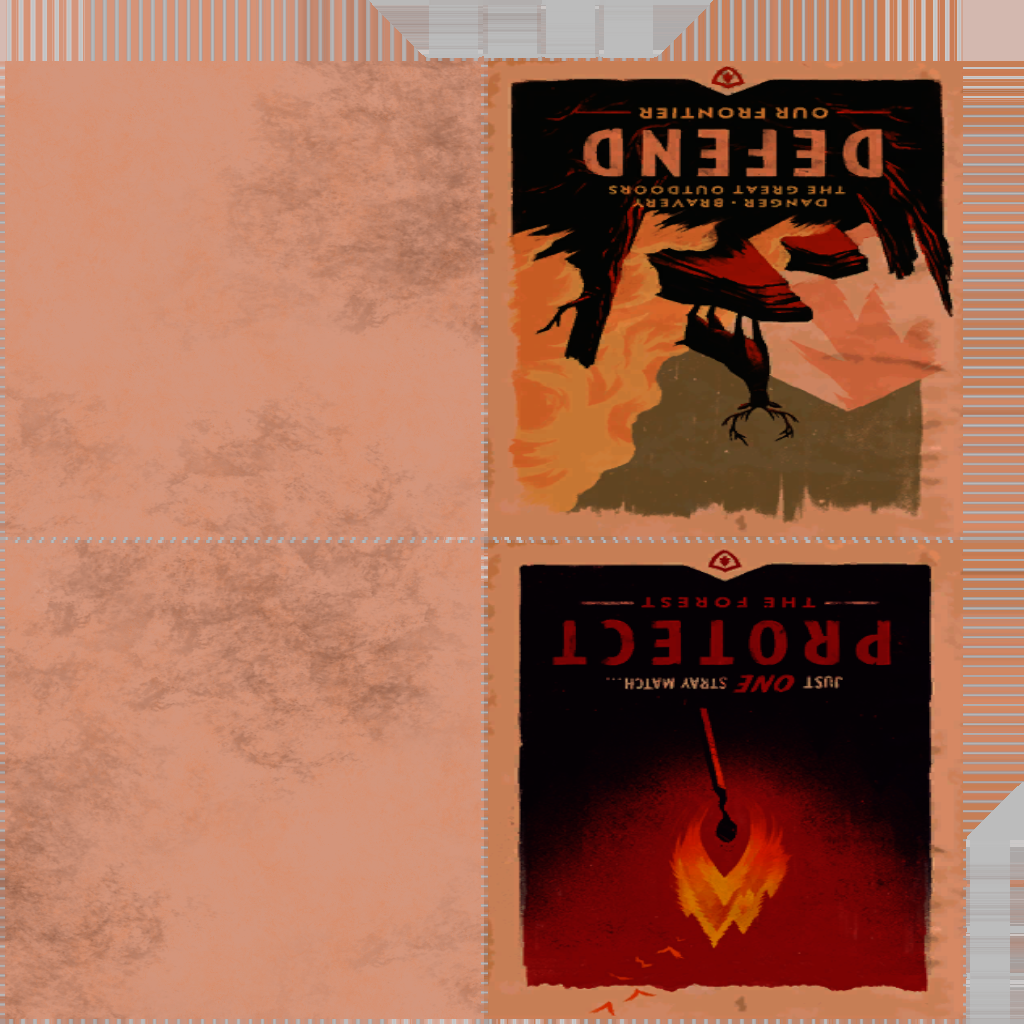 JUST ONE STRAY MATCH...
PROTECT
THE FOREST
DANGER · BRAVERY
THE GREAT OUTDOORS
DEFEND
OUR FRONTIER